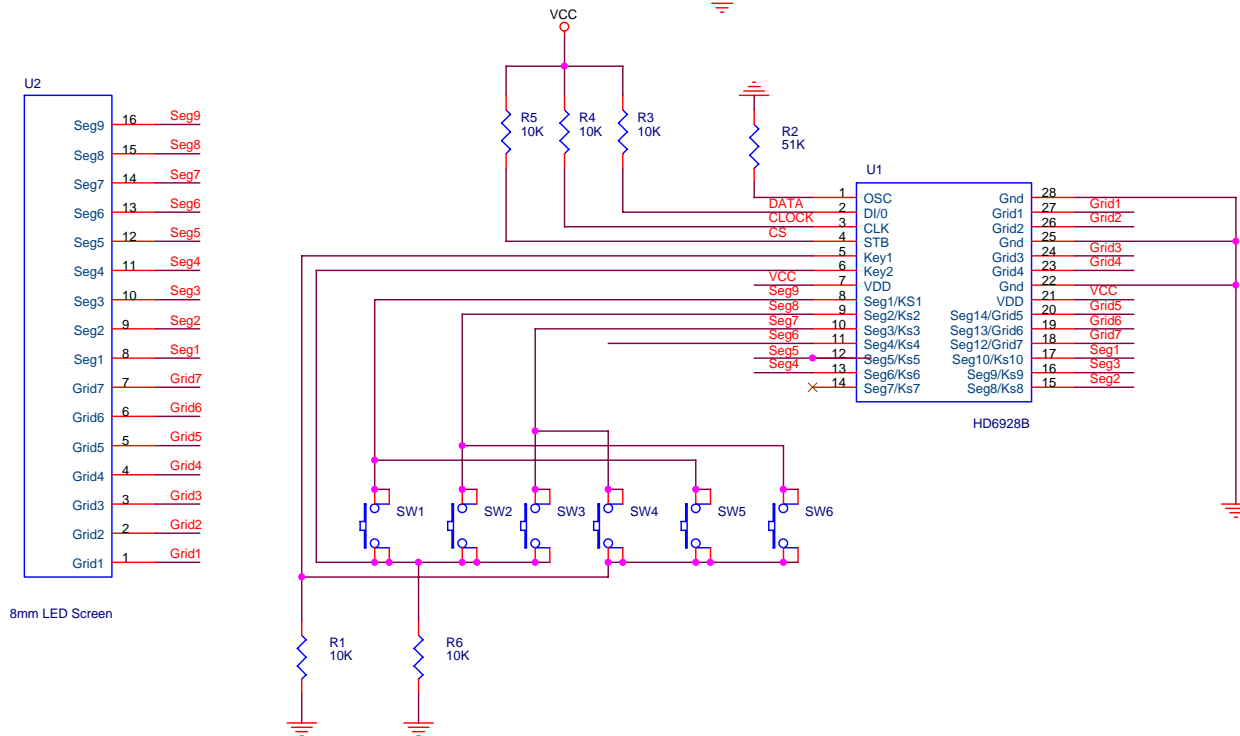 VCC
U2
Seg9 16 Seg9
Seg8 15 Seg8
Seg7 14 Seg7
Seg6 13 Seg6
Seg5 12 Seg5
Seg4 11 Seg4
Seg3 10 Seg3
Seg2 9 Seg2
Seg1 8 Seg1
Grid7 7 Grid7
Grid6 6 Grid6
Grid5 5 Grid5
Grid4 4 Grid4
Grid3 3 Grid3
Grid2 2 Grid2
Grid1 1 Grid1
8mm LED Screen
R5
10K
R4
10K
R3
10K
R2
51K
U1
1 OSC
DATA 2 DI/0
CLOCK 3 CLK
CS 4 STB
5 Key1
6 Key2
VCC 7 VDD
Seg9 8 Seg1/KS1
Seg8 9 Seg2/Ks2
Seg7 10 Seg3/Ks3
Seg6 11 Seg4/Ks4
Seg5 12 Seg5/Ks5
Seg4 13 Seg6/Ks6
14 Seg7/Ks7
Gnd 28
Grid1 27 Grid1
Grid2 26 Grid2
Gnd 25
Grid3 24 Grid3
Grid4 23 Grid4
Gnd 22
VDD 21 VCC
Seg14/Grid5 20 Grid5
Seg13/Grid6 19 Grid6
Seg12/Grid7 18 Grid7
Seg10/Ks10 17 Seg1
Seg9/Ks9 16 Seg3
Seg8/Ks8 15 Seg2
HD6928B
SW1
SW2
SW3
SW4
SW5
SW6
R1
10K
R6
10K